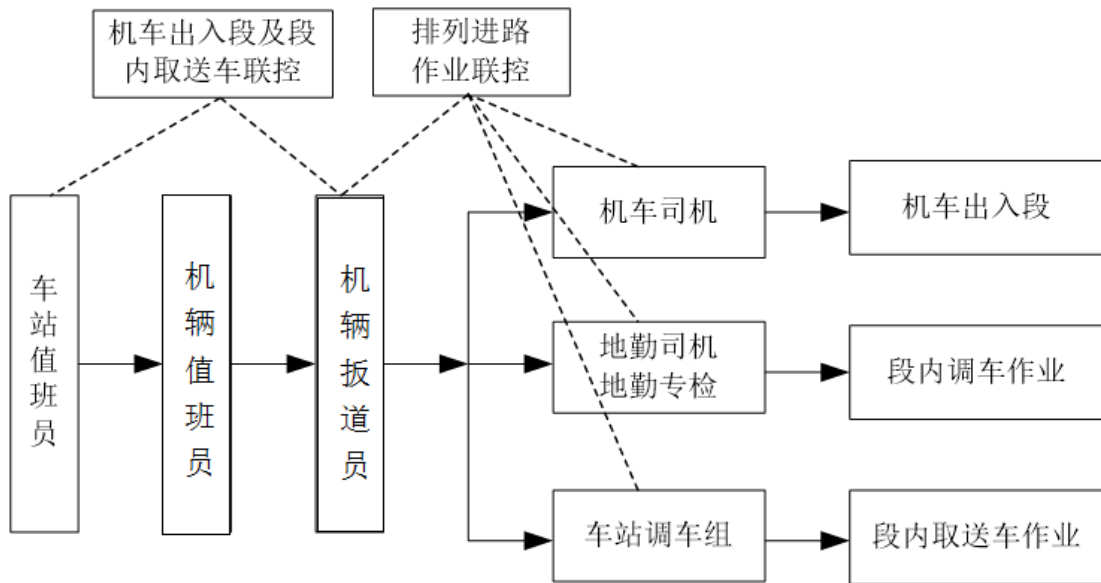 机车出入段及段
内取送车联控
排列进路
作业联控
车站值班员
机辆值班员
机辆扳道员
机车司机
机车出入段
地勤司机
地勤专检
段内调车作业
车站调车组
段内取送车作业